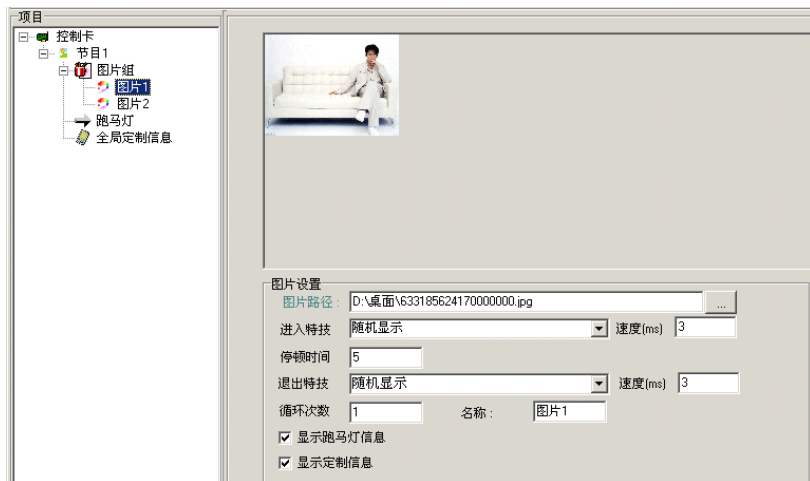 项目
控制卡
节目1
图片组
图片1
图片2
跑马灯
全局定制信息
图片设置
图片路径： D:\桌面\633185624170000000.jpg ...
进入特技 随机显示 速度(ms) 3
停顿时间 5
退出特技 随机显示 速度(ms) 3
循环次数 1 名称： 图片1
显示跑马灯信息
显示定制信息